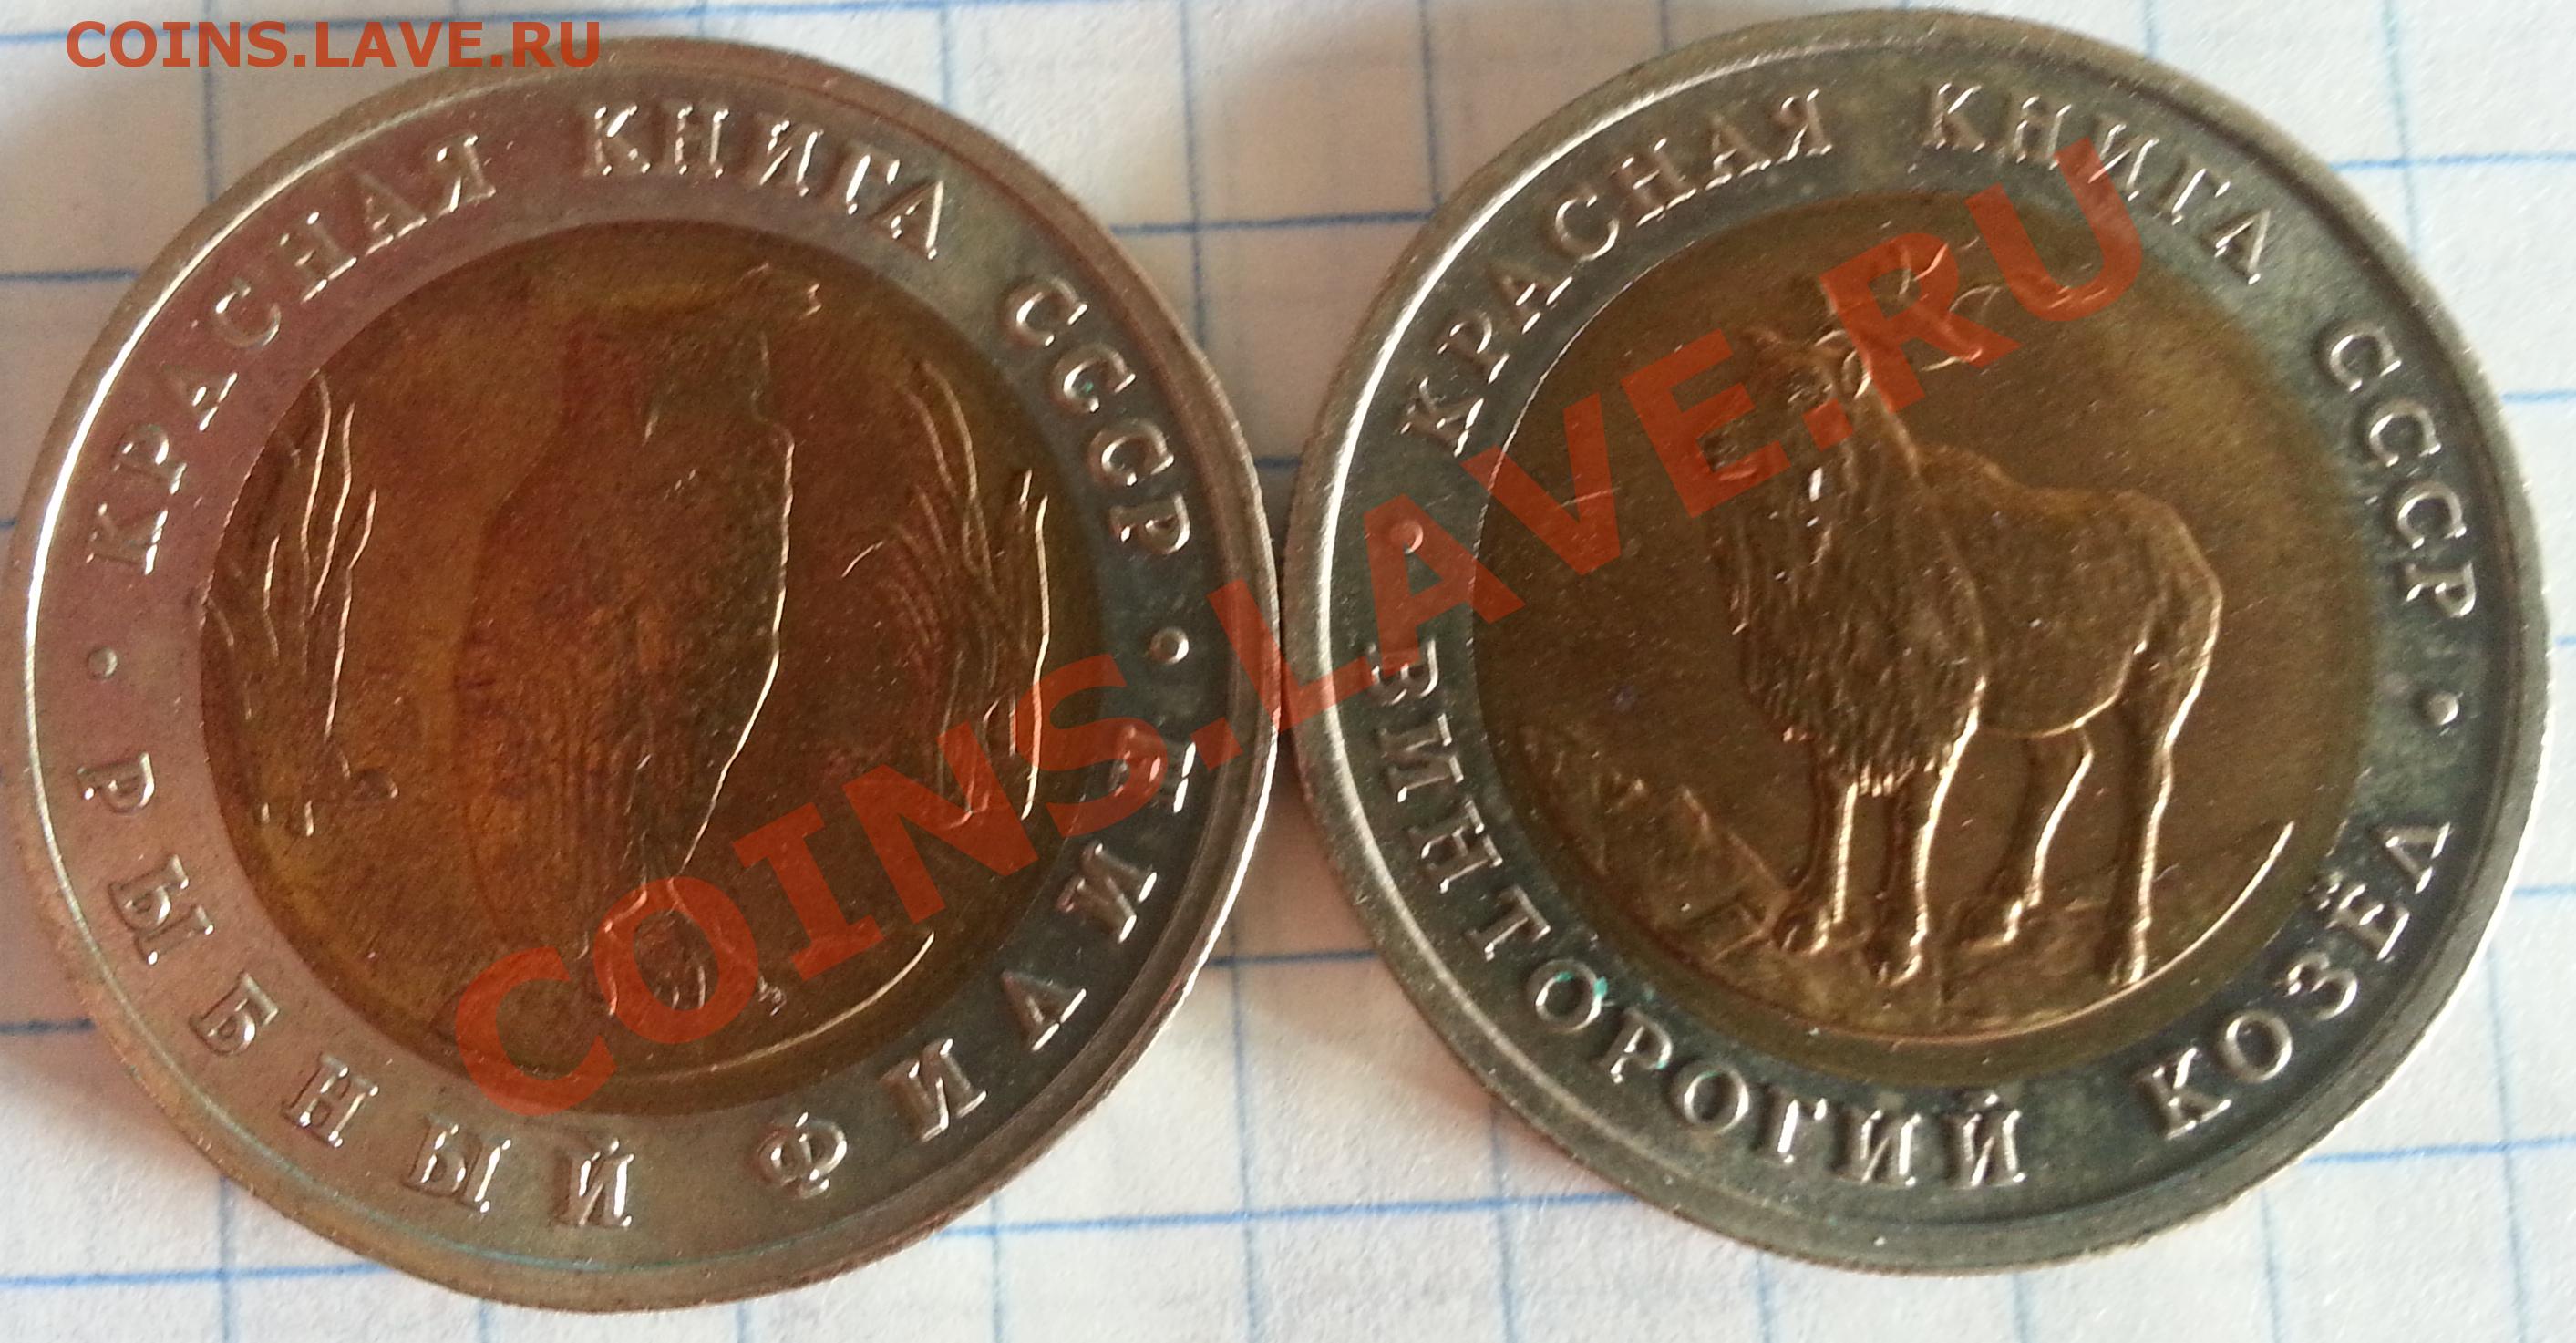 COINS.LAVE.RU
КРАСНАЯ КНИГА СССР
РЫБНЫЙ ФИЛИН
КРАСНАЯ КНИГА СССР
ВИНТОРОГИЙ КОЗЁЛ
COINS.LAVE.RU